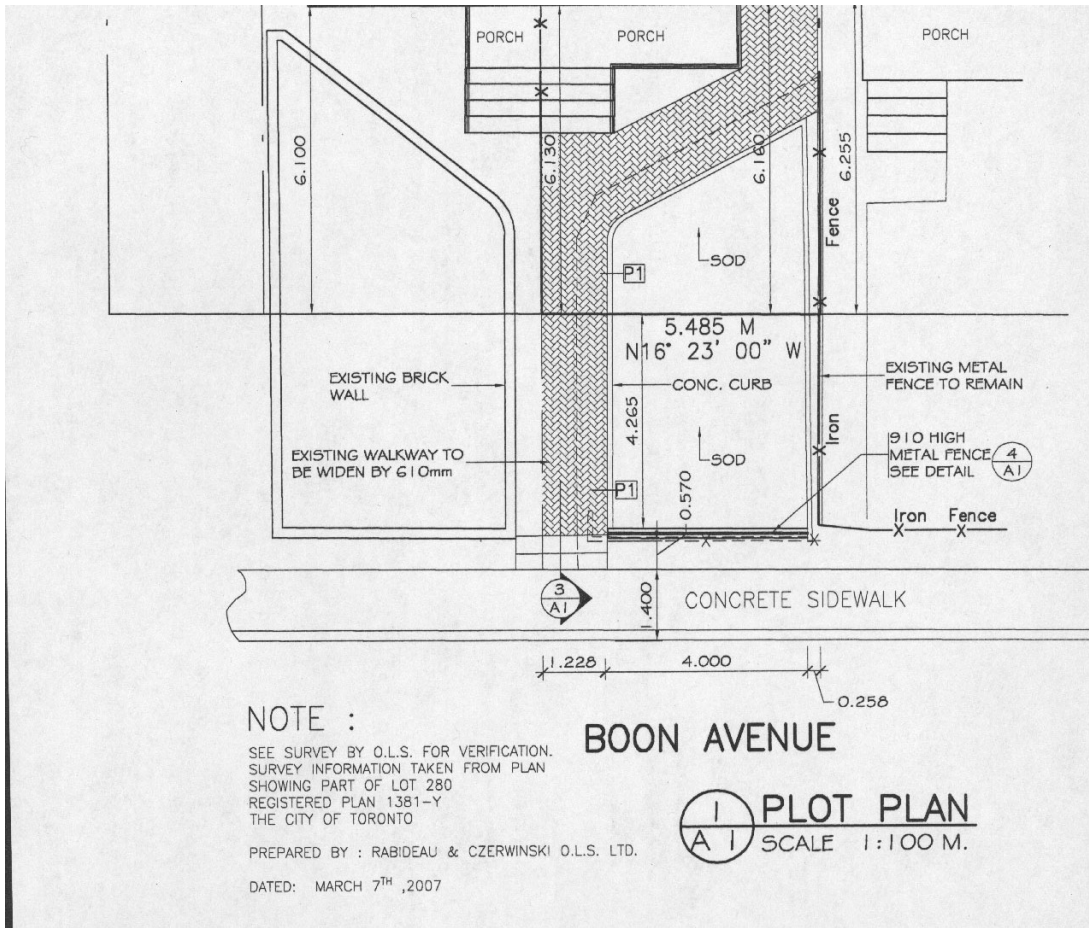 PORCH
PORCH
PORCH
6.100
6.130
6.160
6.255
Fence
SOD
P1
5.485 M
N16° 23' 00" W
EXISTING BRICK
WALL
CONC. CURB
EXISTING METAL
FENCE TO REMAIN
4.265
Iron
EXISTING WALKWAY TO
BE WIDEN BY 610mm
SOD
910 HIGH
METAL FENCE
SEE DETAIL
4
A1
P1
0.570
Iron Fence
3
A1
1.400
CONCRETE SIDEWALK
1.228
4.000
0.258
NOTE :
BOON AVENUE
SEE SURVEY BY O.L.S. FOR VERIFICATION.
SURVEY INFORMATION TAKEN FROM PLAN
SHOWING PART OF LOT 280
REGISTERED PLAN 1381-Y
THE CITY OF TORONTO
1
A 1
PLOT PLAN
SCALE 1:100 M.
PREPARED BY : RABIDEAU & CZERWINSKI O.L.S. LTD.
DATED: MARCH 7TH ,2007